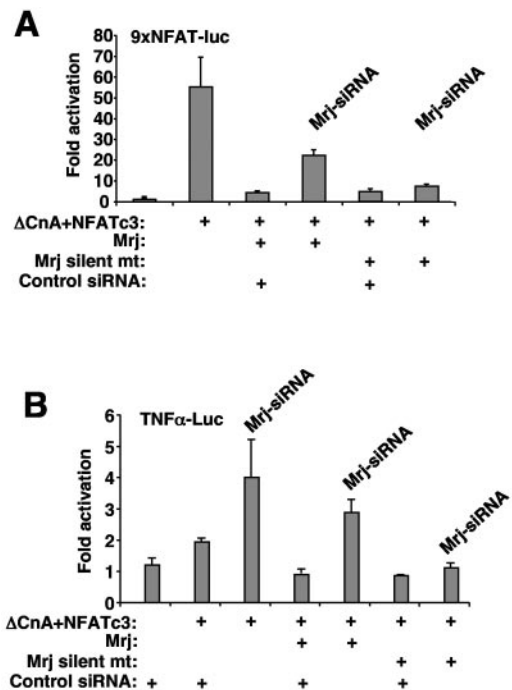 A
9xNFAT-luc
Fold activation
80
70
60
50
40
30
20
10
0
Mrj-siRNA
Mrj-siRNA
ΔCnA+NFATc3: + + + + +
Mrj: + +
Mrj silent mt: + +
Control siRNA: + +
B
TNFα-Luc
Fold activation
6
5
4
3
2
1
0
Mrj-siRNA
Mrj-siRNA
Mrj-siRNA
ΔCnA+NFATc3: + + + + + +
Mrj: + +
Mrj silent mt: + +
Control siRNA: + + + +